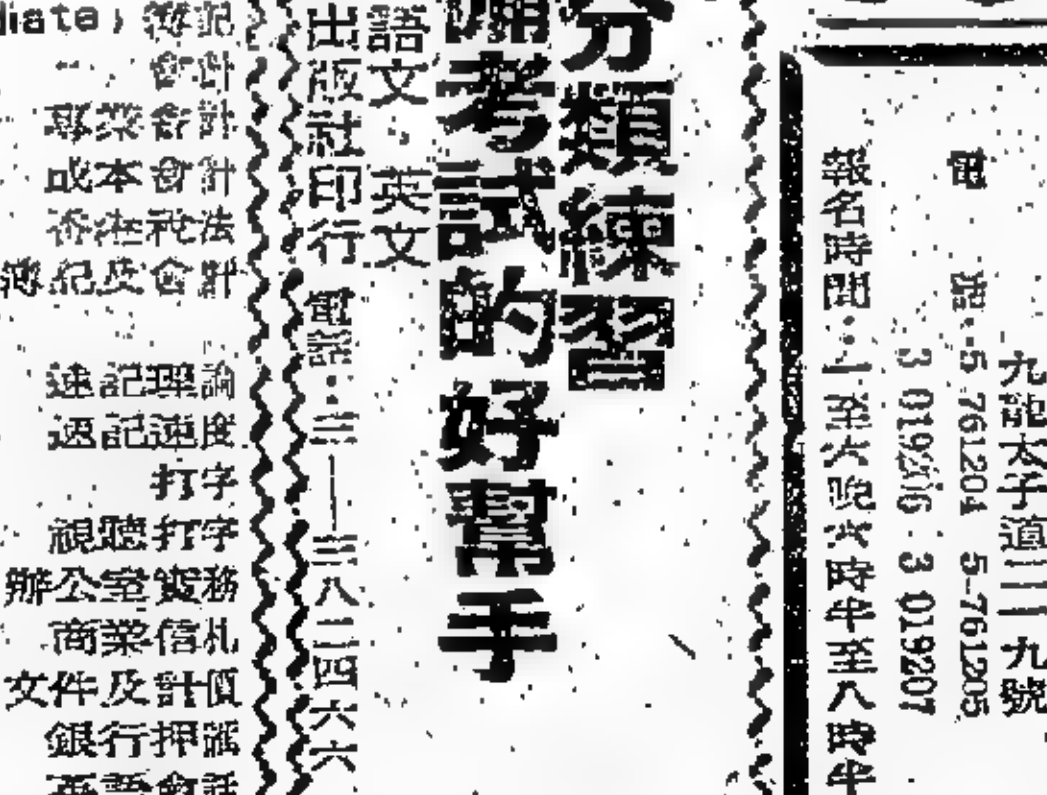 電 話：5-761204 5-761205
3 019206 · 3 019207
九龍太子道二一九號
報名時間：一至六晚六時半至八時半
分類練習
考試的好幫手
語文，英文
出版社印行 電話：三—三八二四六六
簿記
會計
專業會計
成本會計
香港稅法
簿記及會計
速記理論
速記速度
打字
視聽打字
辦公室實務
商業信札
文件及計價
銀行押匯
英語會話